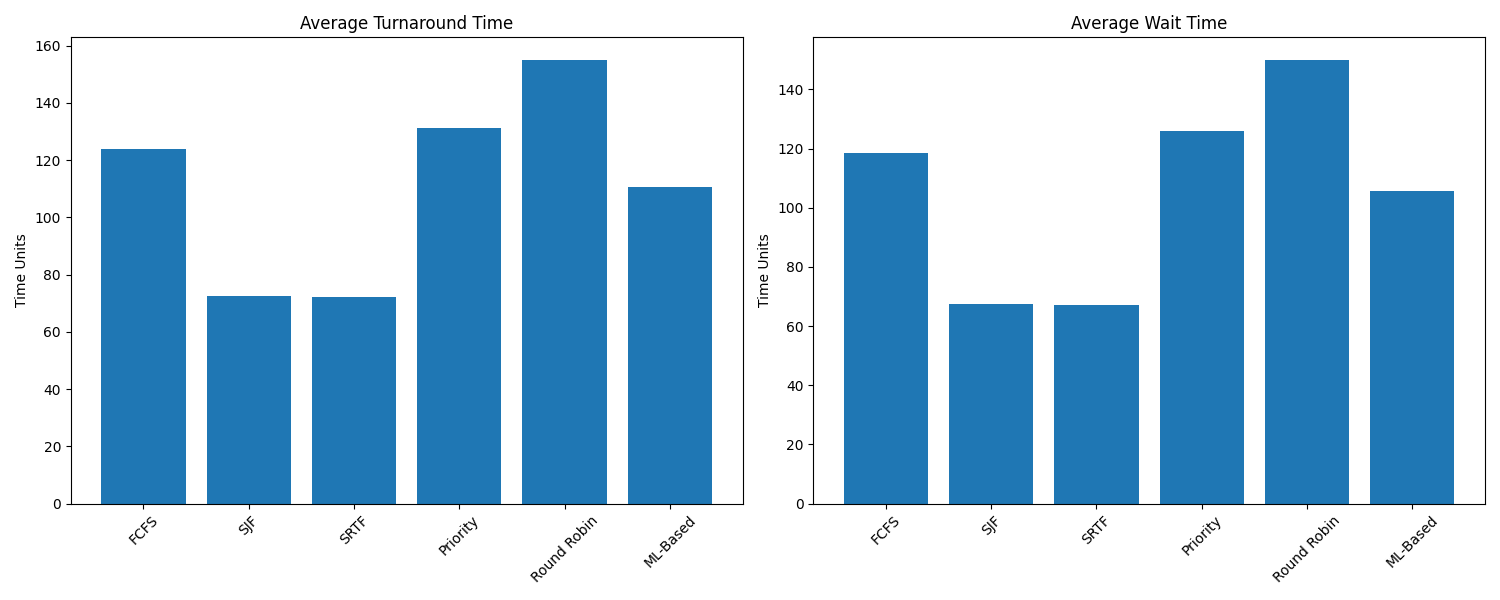 Average Turnaround Time
Time Units
160
140
120
100
80
60
40
20
0
FCFS
SJF
SRTF
Priority
Round Robin
ML-Based
Average Wait Time
Time Units
140
120
100
80
60
40
20
0
FCFS
SJF
SRTF
Priority
Round Robin
ML-Based